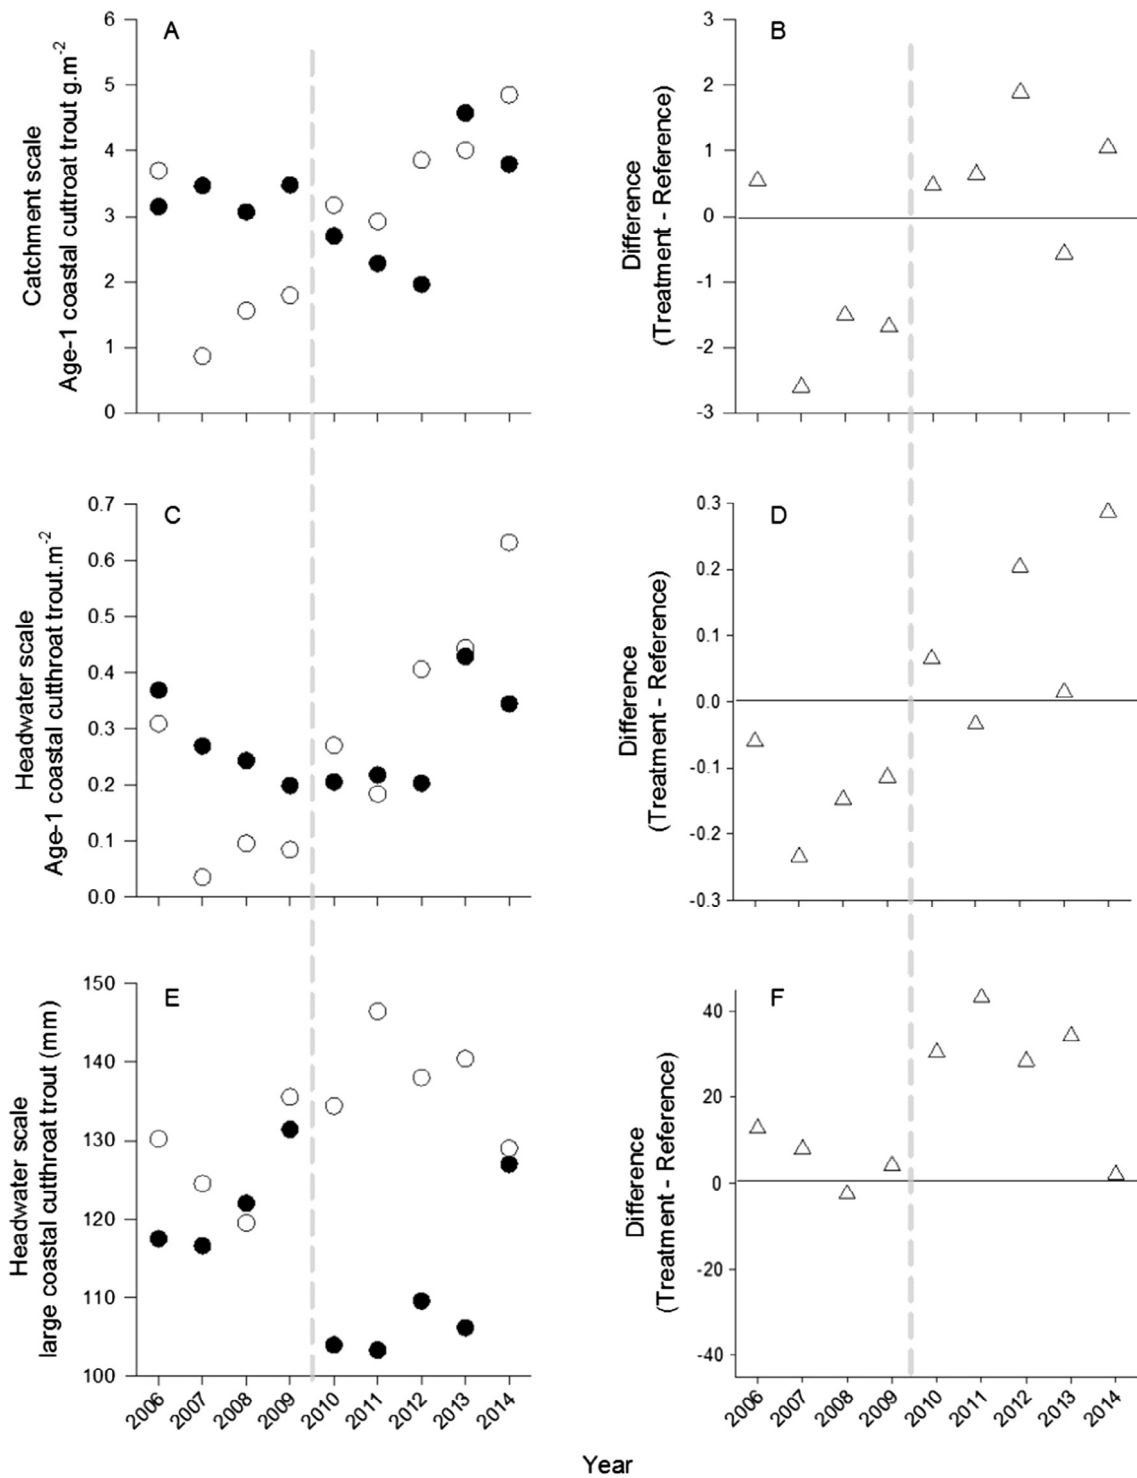 A
Catchment scale
Age-1 coastal cuttroat trout g.m-2
6
5
4
3
2
1
0
B
Difference
(Treatment - Reference)
3
2
1
0
-1
-2
-3
C
Headwater scale
Age-1 coastal cutthroat trout.m-2
0.7
0.6
0.5
0.4
0.3
0.2
0.1
0.0
D
Difference
(Treatment - Reference)
0.3
0.2
0.1
0.0
-0.1
-0.2
-0.3
E
Headwater scale
large coastal cutthroat trout (mm)
150
140
130
120
110
100
2006 2007 2008 2009 2010 2011 2012 2013 2014
F
Difference
(Treatment - Reference)
40
20
0
-20
-40
2006 2007 2008 2009 2010 2011 2012 2013 2014
Year